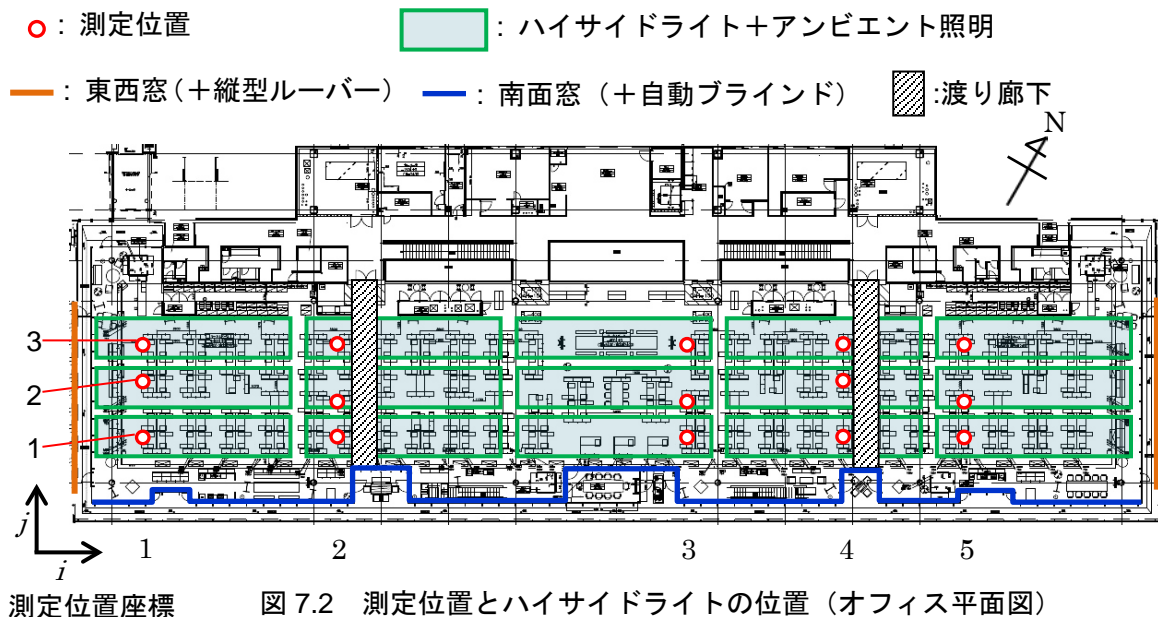 ：測定位置
：ハイサイドライト＋アンビエント照明
：東西窓（＋縦型ルーバー）
：南面窓（＋自動ブラインド）
:渡り廊下
N
3
2
1
j
i
1 2 3 4 5
測定位置座標
図 7.2 測定位置とハイサイドライトの位置（オフィス平面図）